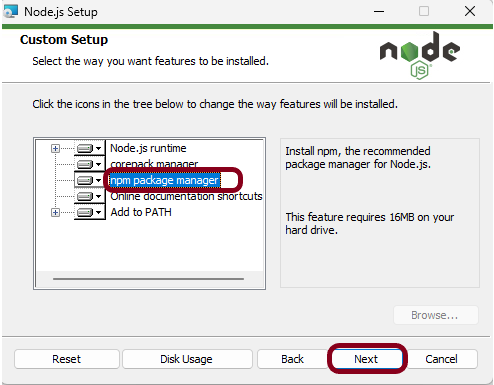 Node.js Setup
Custom Setup
Select the way you want features to be installed.
node
JS
Click the icons in the tree below to change the way features will be installed.
Node.js runtime
corepack manager
npm package manager
Online documentation shortcuts
Add to PATH
Install npm, the recommended
package manager for Node.js.
This feature requires 16MB on your
hard drive.
Browse...
Reset
Disk Usage
Back
Next
Cancel